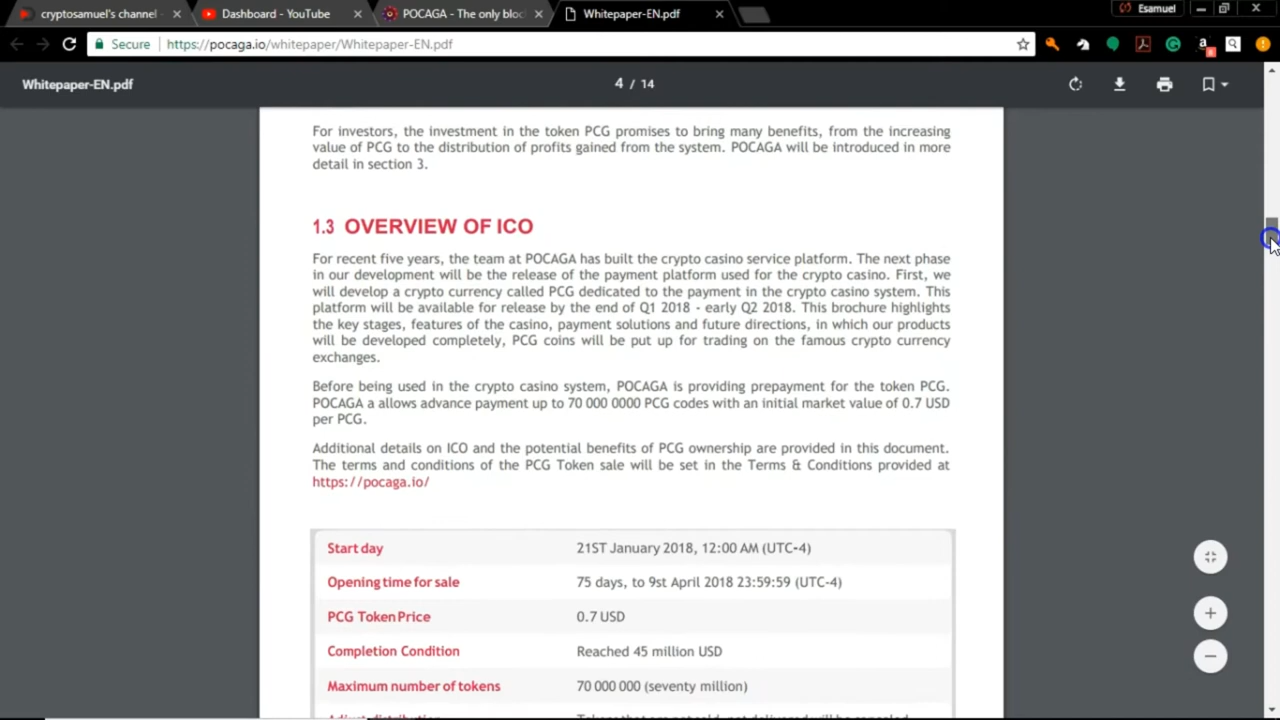 cryptosamuel's channel
Dashboard - YouTube
POCAGA - The only bloc
Whitepaper-EN.pdf
Esamuel
Secure
https://pocaga.io/whitepaper/Whitepaper-EN.pdf
Whitepaper-EN.pdf
4 / 14
For investors, the investment in the token PCG promises to bring many benefits, from the increasing
value of PCG to the distribution of profits gained from the system. POCAGA will be introduced in more
detail in section 3.
1.3 OVERVIEW OF ICO
For recent five years, the team at POCAGA has built the crypto casino service platform. The next phase
in our development will be the release of the payment platform used for the crypto casino. First, we
will develop a crypto currency called PCG dedicated to the payment in the crypto casino system. This
platform will be available for release by the end of Q1 2018 - early Q2 2018. This brochure highlights
the key stages, features of the casino, payment solutions and future directions, in which our products
will be developed completely, PCG coins will be put up for trading on the famous crypto currency
exchanges.
Before being used in the crypto casino system, POCAGA is providing prepayment for the token PCG.
POCAGA a allows advance payment up to 70 000 0000 PCG codes with an initial market value of 0.7 USD
per PCG.
Additional details on ICO and the potential benefits of PCG ownership are provided in this document.
The terms and conditions of the PCG Token sale will be set in the Terms & Conditions provided at
https://pocaga.io/
Start day 21ST January 2018, 12:00 AM (UTC-4)
Opening time for sale 75 days, to 9st April 2018 23:59:59 (UTC-4)
PCG Token Price 0.7 USD
Completion Condition Reached 45 million USD
Maximum number of tokens 70 000 000 (seventy million)